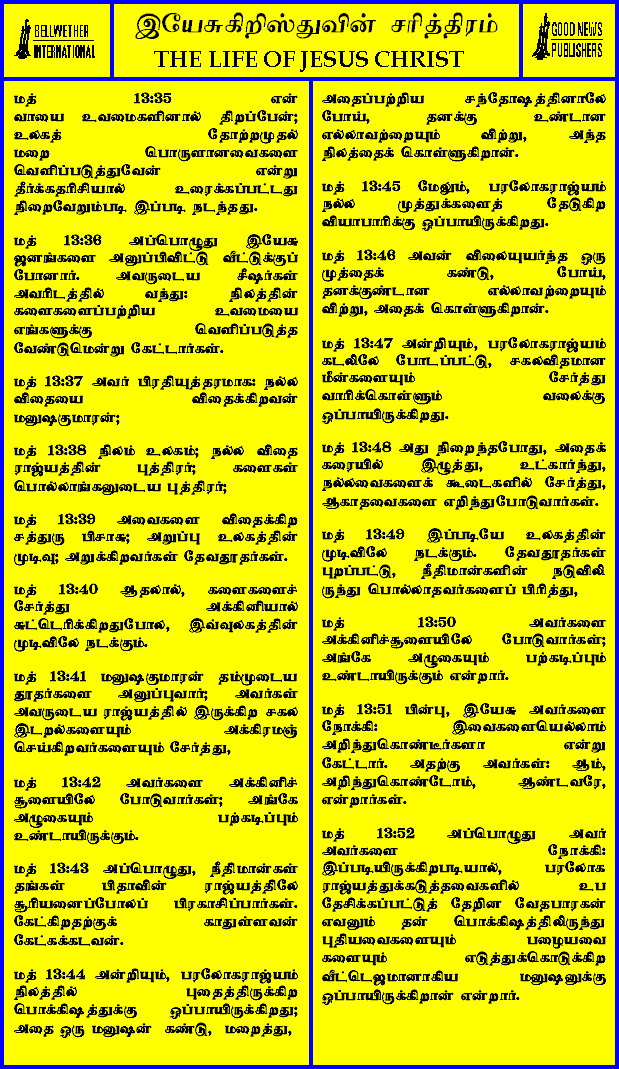 BELLWETHER
INTERNATIONAL
இயேசுகிறிஸ்துவின் சரித்திரம்
THE LIFE OF JESUS CHRIST
GOOD NEWS
PUBLISHERS
மத் 13:35 என்
வாயை உவமைகளினால் திறப்பேன்;
உலகத் தோற்றமுதல்
மறை பொருளானவைகளை
வெளிப்படுத்துவேன் என்று
தீர்க்கதரிசியால் உரைக்கப்பட்டது
நிறைவேறும்படி இப்படி நடந்தது.
மத் 13:36 அப்பொழுது இயேசு
ஜனங்களை அனுப்பிவிட்டு வீட்டுக்குப்
போனார். அவருடைய சீஷர்கள்
அவரிடத்தில் வந்து: நிலத்தின்
களைகளைப்பற்றிய உவமையை
எங்களுக்கு வெளிப்படுத்த
வேண்டுமென்று கேட்டார்கள்.
மத் 13:37 அவர் பிரதியுத்தரமாக: நல்ல
விதையை விதைக்கிறவன்
மனுஷகுமாரன்;
மத் 13:38 நிலம் உலகம்; நல்ல விதை
ராஜ்யத்தின் புத்திரர்; களைகள்
பொல்லாங்கனுடைய புத்திரர்;
மத் 13:39 அவைகளை விதைக்கிற
சத்துரு பிசாசு; அறுப்பு உலகத்தின்
முடிவு; அறுக்கிறவர்கள் தேவதூதர்கள்.
மத் 13:40 ஆதலால், களைகளைச்
சேர்த்து அக்கினியால்
சுட்டெரிக்கிறதுபோல, இவ்வுலகத்தின்
முடிவிலே நடக்கும்.
மத் 13:41 மனுஷகுமாரன் தம்முடைய
தூதர்களை அனுப்புவார்; அவர்கள்
அவருடைய ராஜ்யத்தில் இருக்கிற சகல
இடறல்களையும் அக்கிரமஞ்
செய்கிறவர்களையும் சேர்த்து,
மத் 13:42 அவர்களை அக்கினிச்
சூளையிலே போடுவார்கள்; அங்கே
அழுகையும் பற்கடிப்பும்
உண்டாயிருக்கும்.
மத் 13:43 அப்பொழுது, நீதிமான்கள்
தங்கள் பிதாவின் ராஜ்யத்திலே
சூரியனைப்போலப் பிரகாசிப்பார்கள்.
கேட்கிறதற்குக் காதுள்ளவன்
கேட்கக்கடவன்.
மத் 13:44 அன்றியும், பரலோகராஜ்யம்
நிலத்தில் புதைத்திருக்கிற
பொக்கிஷத்துக்கு ஒப்பாயிருக்கிறது;
அதை ஒரு மனுஷன் கண்டு, மறைத்து,
அதைப்பற்றிய சந்தோஷத்தினாலே
போய், தனக்கு உண்டான
எல்லாவற்றையும் விற்று, அந்த
நிலத்தைக் கொள்ளுகிறான்.
மத் 13:45 மேலும், பரலோகராஜ்யம்
நல்ல முத்துக்களைத் தேடுகிற
வியாபாரிக்கு ஒப்பாயிருக்கிறது.
மத் 13:46 அவன் விலையுயர்ந்த ஒரு
முத்தைக் கண்டு, போய்,
தனக்குண்டான எல்லாவற்றையும்
விற்று, அதைக் கொள்ளுகிறான்.
மத் 13:47 அன்றியும், பரலோகராஜ்யம்
கடலிலே போடப்பட்டு, சகலவிதமான
மீன்களையும் சேர்த்து
வாரிக்கொள்ளும் வலைக்கு
ஒப்பாயிருக்கிறது.
மத் 13:48 அது நிறைந்தபோது, அதைக்
கரையில் இழுத்து, உட்கார்ந்து,
நல்லவைகளைக் கூடைகளில் சேர்த்து,
ஆகாதவைகளை எறிந்துபோடுவார்கள்.
மத் 13:49 இப்படியே உலகத்தின்
முடிவிலே நடக்கும். தேவதூதர்கள்
புறப்பட்டு, நீதிமான்களின் நடுவிலி
ருந்து பொல்லாதவர்களைப் பிரித்து,
மத் 13:50 அவர்களை
அக்கினிச்சூளையிலே போடுவார்கள்;
அங்கே அழுகையும் பற்கடிப்பும்
உண்டாயிருக்கும் என்றார்.
மத் 13:51 பின்பு, இயேசு அவர்களை
நோக்கி: இவைகளையெல்லாம்
அறிந்துகொண்டீர்களா என்று
கேட்டார். அதற்கு அவர்கள்: ஆம்,
அறிந்துகொண்டோம், ஆண்டவரே,
என்றார்கள்.
மத் 13:52 அப்பொழுது அவர்
அவர்களை நோக்கி:
இப்படியிருக்கிறபடியால், பரலோக
ராஜ்யத்துக்கடுத்தவைகளில் உப
தேசிக்கப்பட்டுத் தேறின வேதபாரகன்
எவனும் தன் பொக்கிஷத்திலிருந்து
புதியவைகளையும் பழையவை
களையும் எடுத்துக்கொடுக்கிற
வீட்டெஜமானாகிய மனுஷனுக்கு
ஒப்பாயிருக்கிறான் என்றார்.